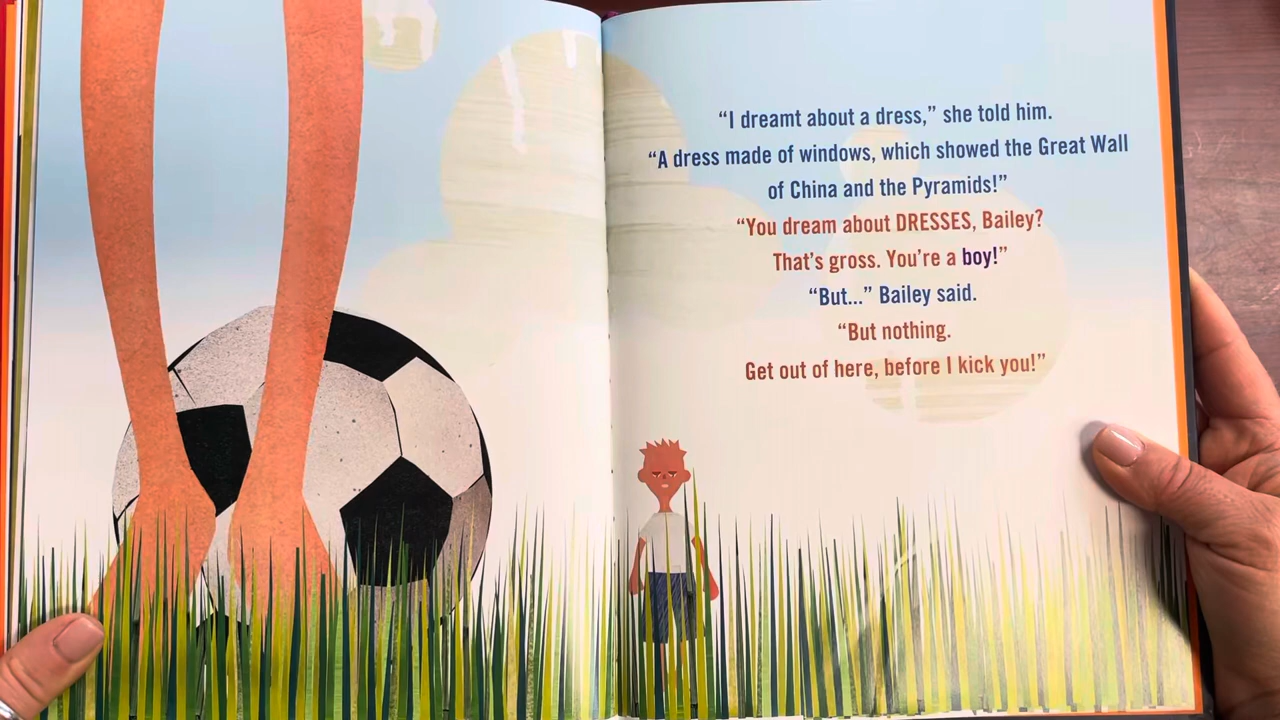 “I dreamt about a dress,” she told him.
“A dress made of windows, which showed the Great Wall
of China and the Pyramids!”
“You dream about DRESSES, Bailey?
That’s gross. You’re a boy!”
“But...” Bailey said.
“But nothing.
Get out of here, before I kick you!”